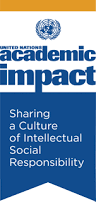 UNITED NATIONS
academic
impact
Sharing
a Culture
of Intellectual
Social
Responsibility